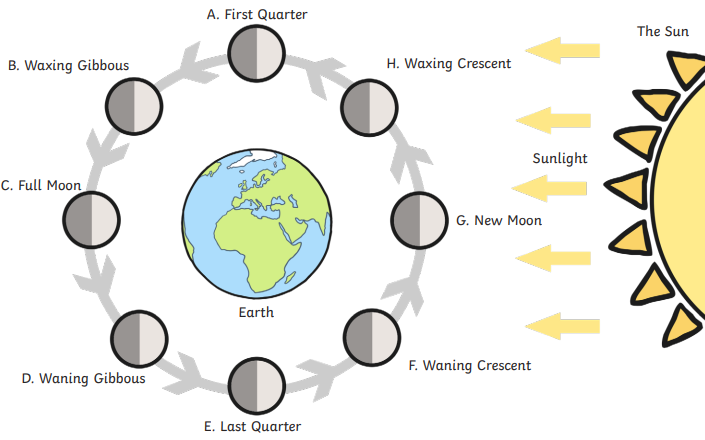 A. First Quarter
The Sun
B. Waxing Gibbous
H. Waxing Crescent
Sunlight
C. Full Moon
G. New Moon
Earth
D. Waning Gibbous
F. Waning Crescent
E. Last Quarter